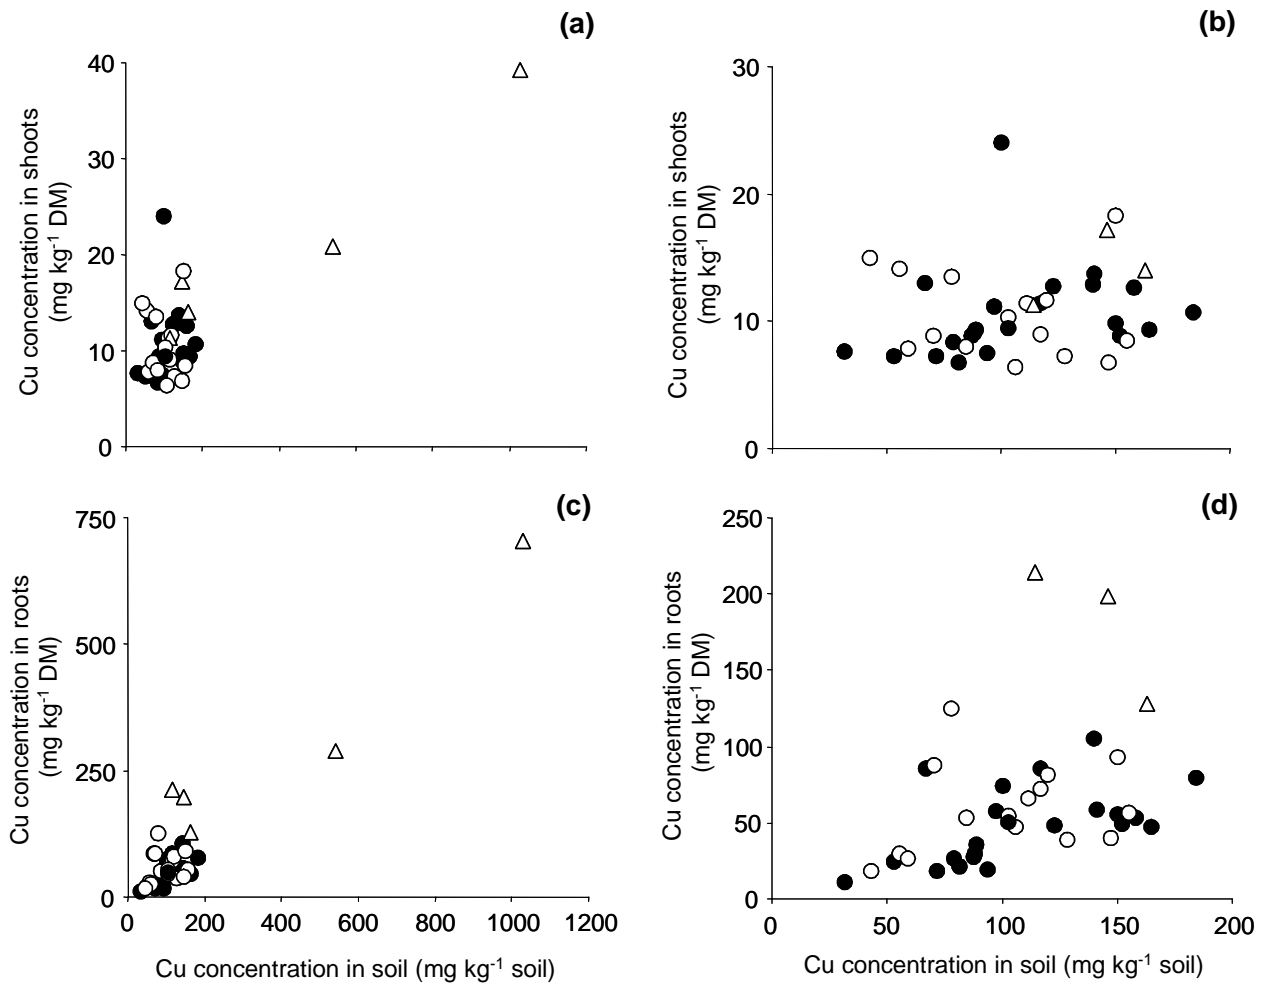 (a)
40
30
20
10
0
Cu concentration in shoots
(mg kg-1 DM)
(b)
30
20
10
0
Cu concentration in shoots
(mg kg-1 DM)
(c)
750
500
250
0
Cu concentration in roots
(mg kg-1 DM)
0 200 400 600 800 1000 1200
Cu concentration in soil (mg kg-1 soil)
(d)
250
200
150
100
50
0
Cu concentration in roots
(mg kg-1 DM)
0 50 100 150 200
Cu concentration in soil (mg kg-1 soil)